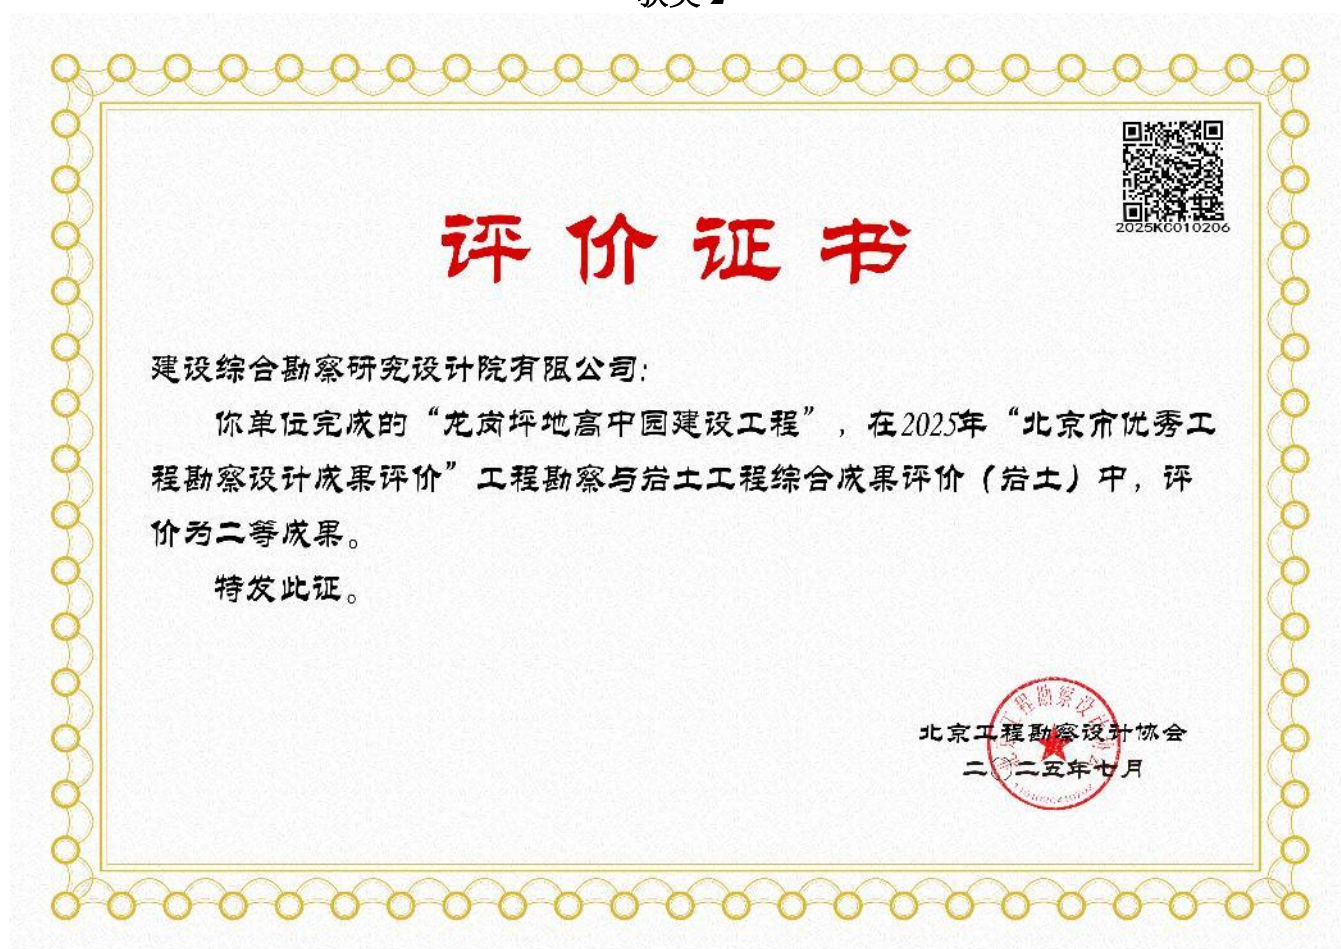 2025KC010206
评价证书
建设综合勘察研究设计院有限公司:
你单位完成的“龙岗坪地高中园建设工程”，在2025年“北京市优秀工
程勘察设计成果评价”工程勘察与岩土工程综合成果评价（岩土）中，评
价为二等成果。
特发此证。
北京工程勘察设计协会
二〇二五年七月